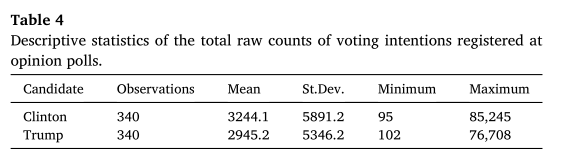 Table 4
Descriptive statistics of the total raw counts of voting intentions registered at
opinion polls.
Candidate Observations Mean St.Dev. Minimum Maximum
Clinton 340 3244.1 5891.2 95 85,245
Trump 340 2945.2 5346.2 102 76,708